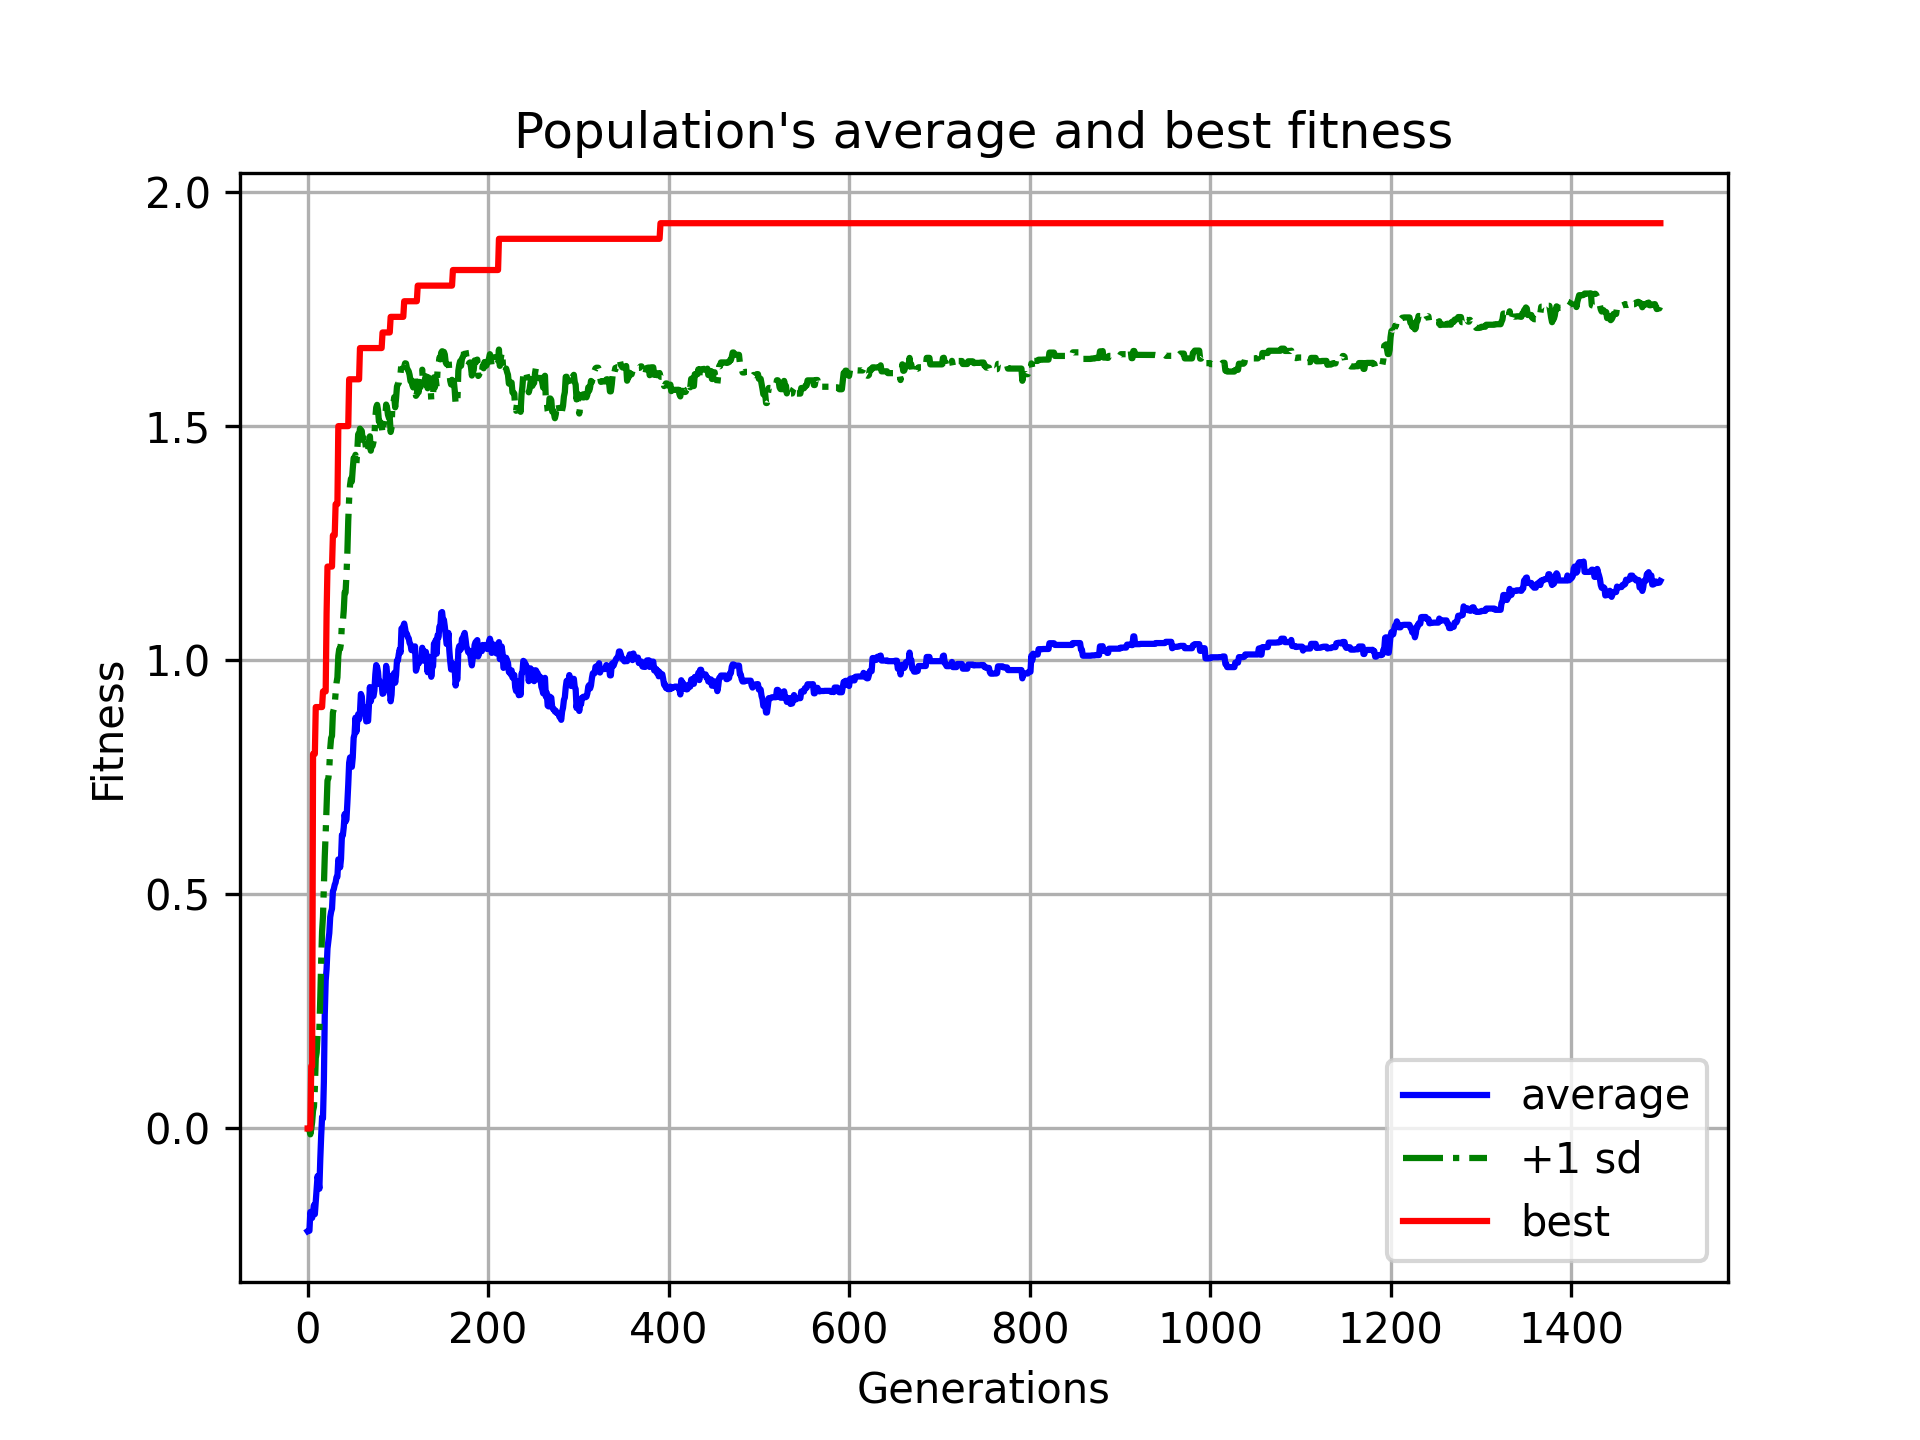 Population's average and best fitness
2.0
1.5
1.0
0.5
0.0
Fitness
0 200 400 600 800 1000 1200 1400
Generations
average
+1 sd
best